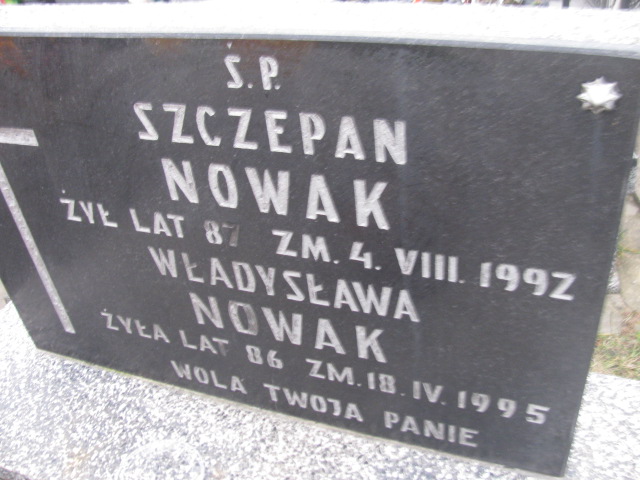 Ś.P.
SZCZEPAN
NOWAK
ŻYŁ LAT 87 ZM. 4. VIII. 1992
WŁADYSŁAWA
NOWAK
ŻYŁA LAT 86 ZM. 18. IV. 1995
WOLA TWOJA PANIE